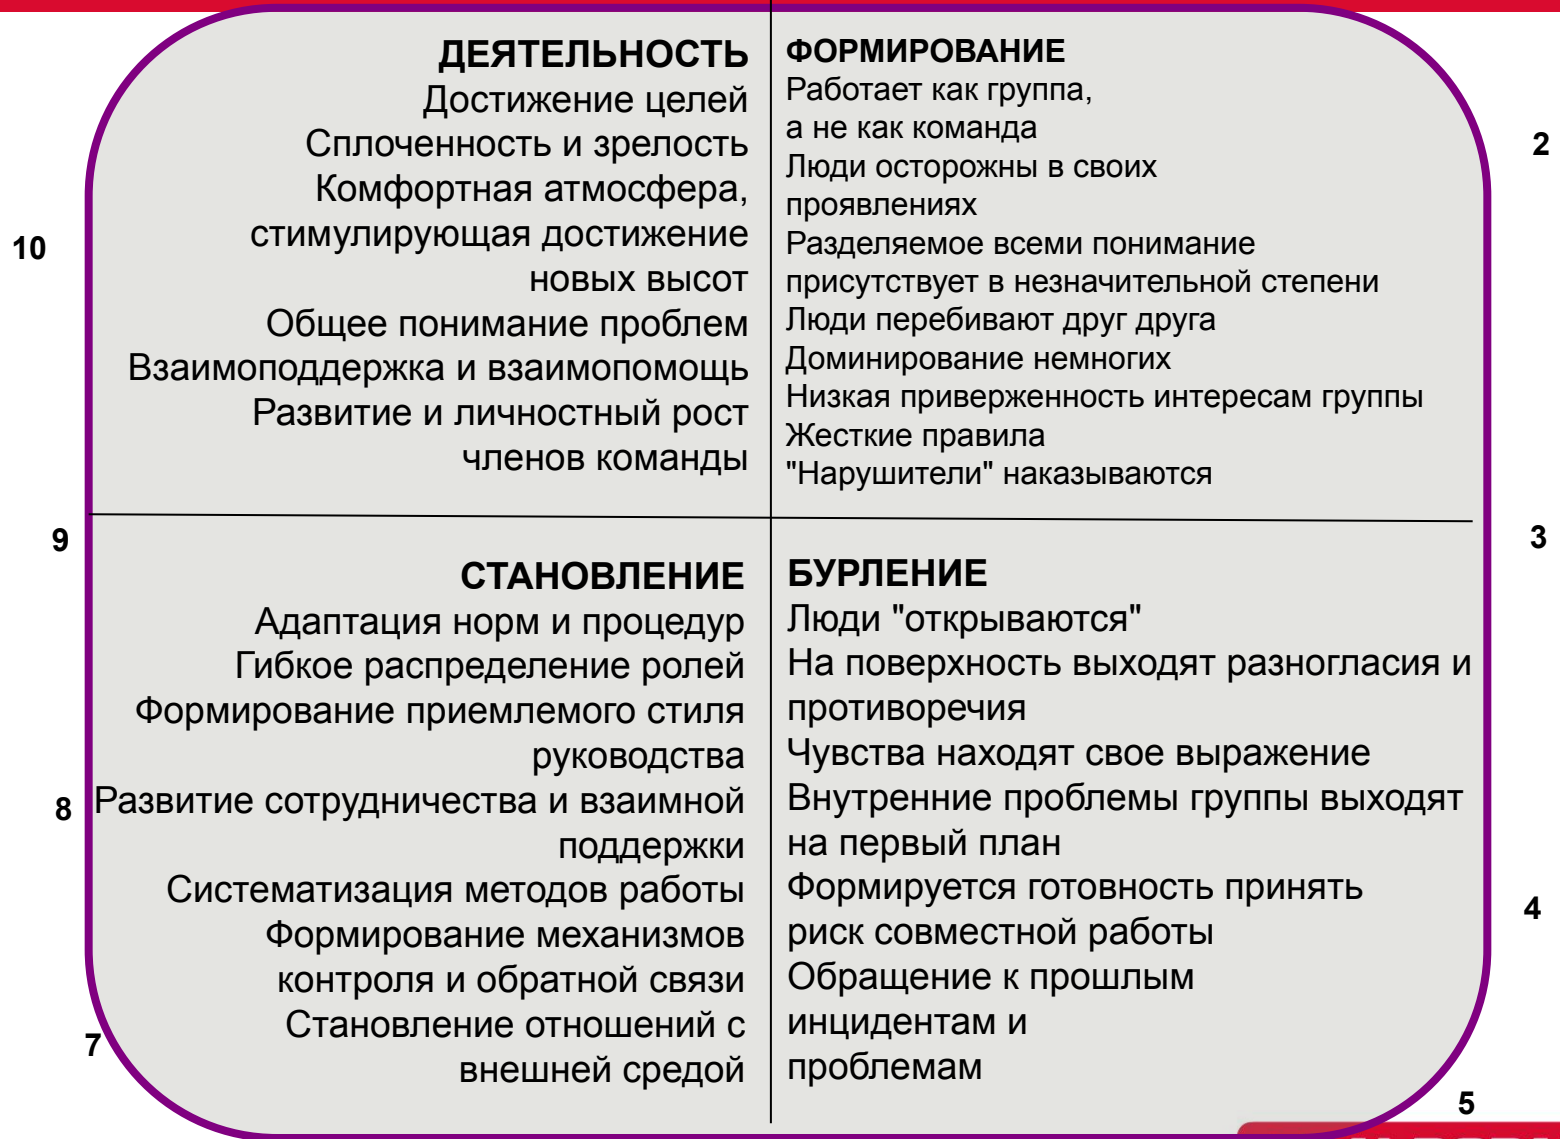 ДЕЯТЕЛЬНОСТЬ
Достижение целей
Сплоченность и зрелость
Комфортная атмосфера,
стимулирующая достижение
новых высот
Общее понимание проблем
Взаимоподдержка и взаимопомощь
Развитие и личностный рост
членов команды
ФОРМИРОВАНИЕ
Работает как группа,
а не как команда
Люди осторожны в своих
проявлениях
Разделяемое всеми понимание
присутствует в незначительной степени
Люди перебивают друг друга
Доминирование немногих
Низкая приверженность интересам группы
Жесткие правила
"Нарушители" наказываются
2
10
9
3
СТАНОВЛЕНИЕ
Адаптация норм и процедур
Гибкое распределение ролей
Формирование приемлемого стиля
руководства
Развитие сотрудничества и взаимной
поддержки
Систематизация методов работы
Формирование механизмов
контроля и обратной связи
Становление отношений с
внешней средой
БУРЛЕНИЕ
Люди "открываются"
На поверхность выходят разногласия и
противоречия
Чувства находят свое выражение
Внутренние проблемы группы выходят
на первый план
Формируется готовность принять
риск совместной работы
Обращение к прошлым
инцидентам и
проблемам
8
4
7
5